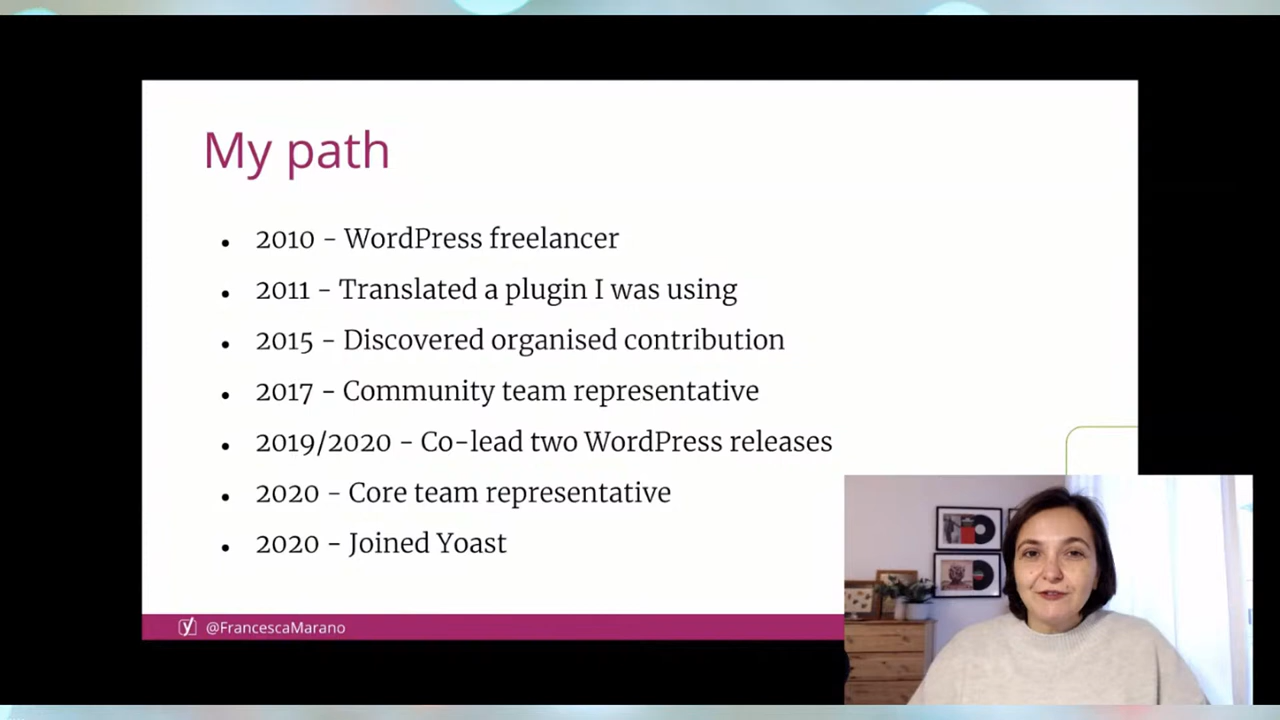 My path
• 2010 - WordPress freelancer
• 2011 - Translated a plugin I was using
• 2015 - Discovered organised contribution
• 2017 - Community team representative
• 2019/2020 - Co-lead two WordPress releases
• 2020 - Core team representative
• 2020 - Joined Yoast
y @FrancescaMarano